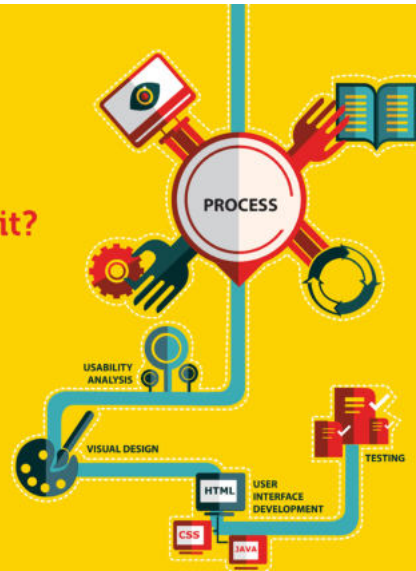 PROCESS
it?
USABILITY
ANALYSIS
VISUAL DESIGN
TESTING
HTML
USER
INTERFACE
DEVELOPMENT
CSS
JAVA